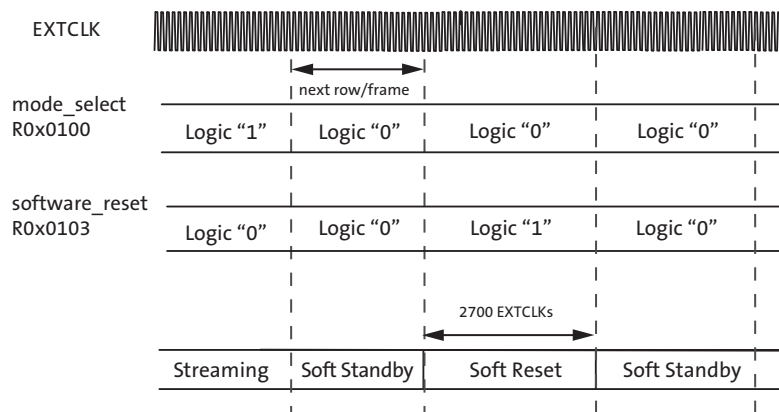 EXTCLK
next row/frame
mode_select
R0x0100
Logic “1” Logic “0” Logic “0” Logic “0”
software_reset
R0x0103
Logic “0” Logic “0” Logic “1” Logic “0”
2700 EXTCLKs
Streaming Soft Standby Soft Reset Soft Standby